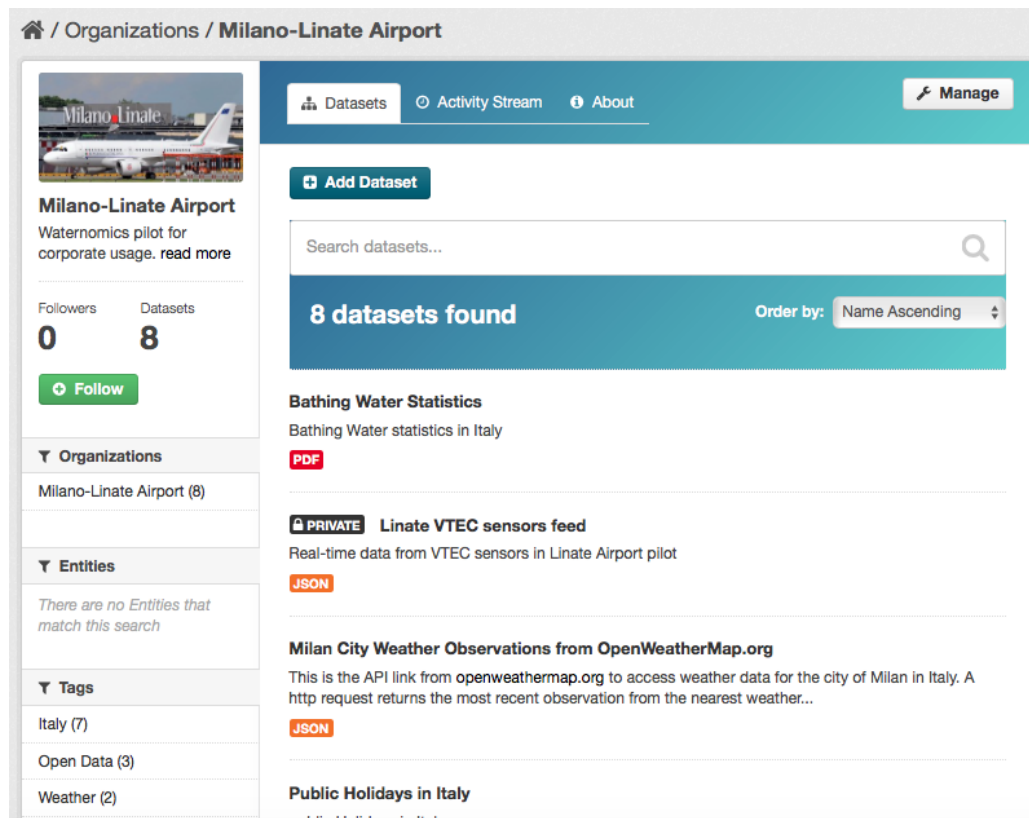 / Organizations / Milano-Linate Airport
Milano Linate
Milano-Linate Airport
Waternomics pilot for
corporate usage. read more
Followers Datasets
0 8
Follow
Organizations
Milano-Linate Airport (8)
Entities
There are no Entities that
match this search
Tags
Italy (7)
Open Data (3)
Weather (2)
Datasets Activity Stream About
Manage
Add Dataset
Search datasets...
8 datasets found
Order by: Name Ascending
Bathing Water Statistics
Bathing Water statistics in Italy
PDF
PRIVATE Linate VTEC sensors feed
Real-time data from VTEC sensors in Linate Airport pilot
JSON
Milan City Weather Observations from OpenWeatherMap.org
This is the API link from openweathermap.org to access weather data for the city of Milan in Italy. A
http request returns the most recent observation from the nearest weather...
JSON
Public Holidays in Italy